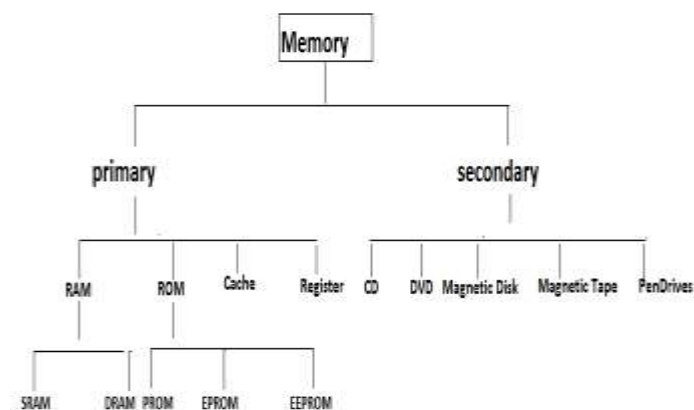 Memory
primary secondary
RAM ROM Cache Register CD DVD Magnetic Disk Magnetic Tape PenDrives
SRAM DRAM PROM EPROM EEPROM